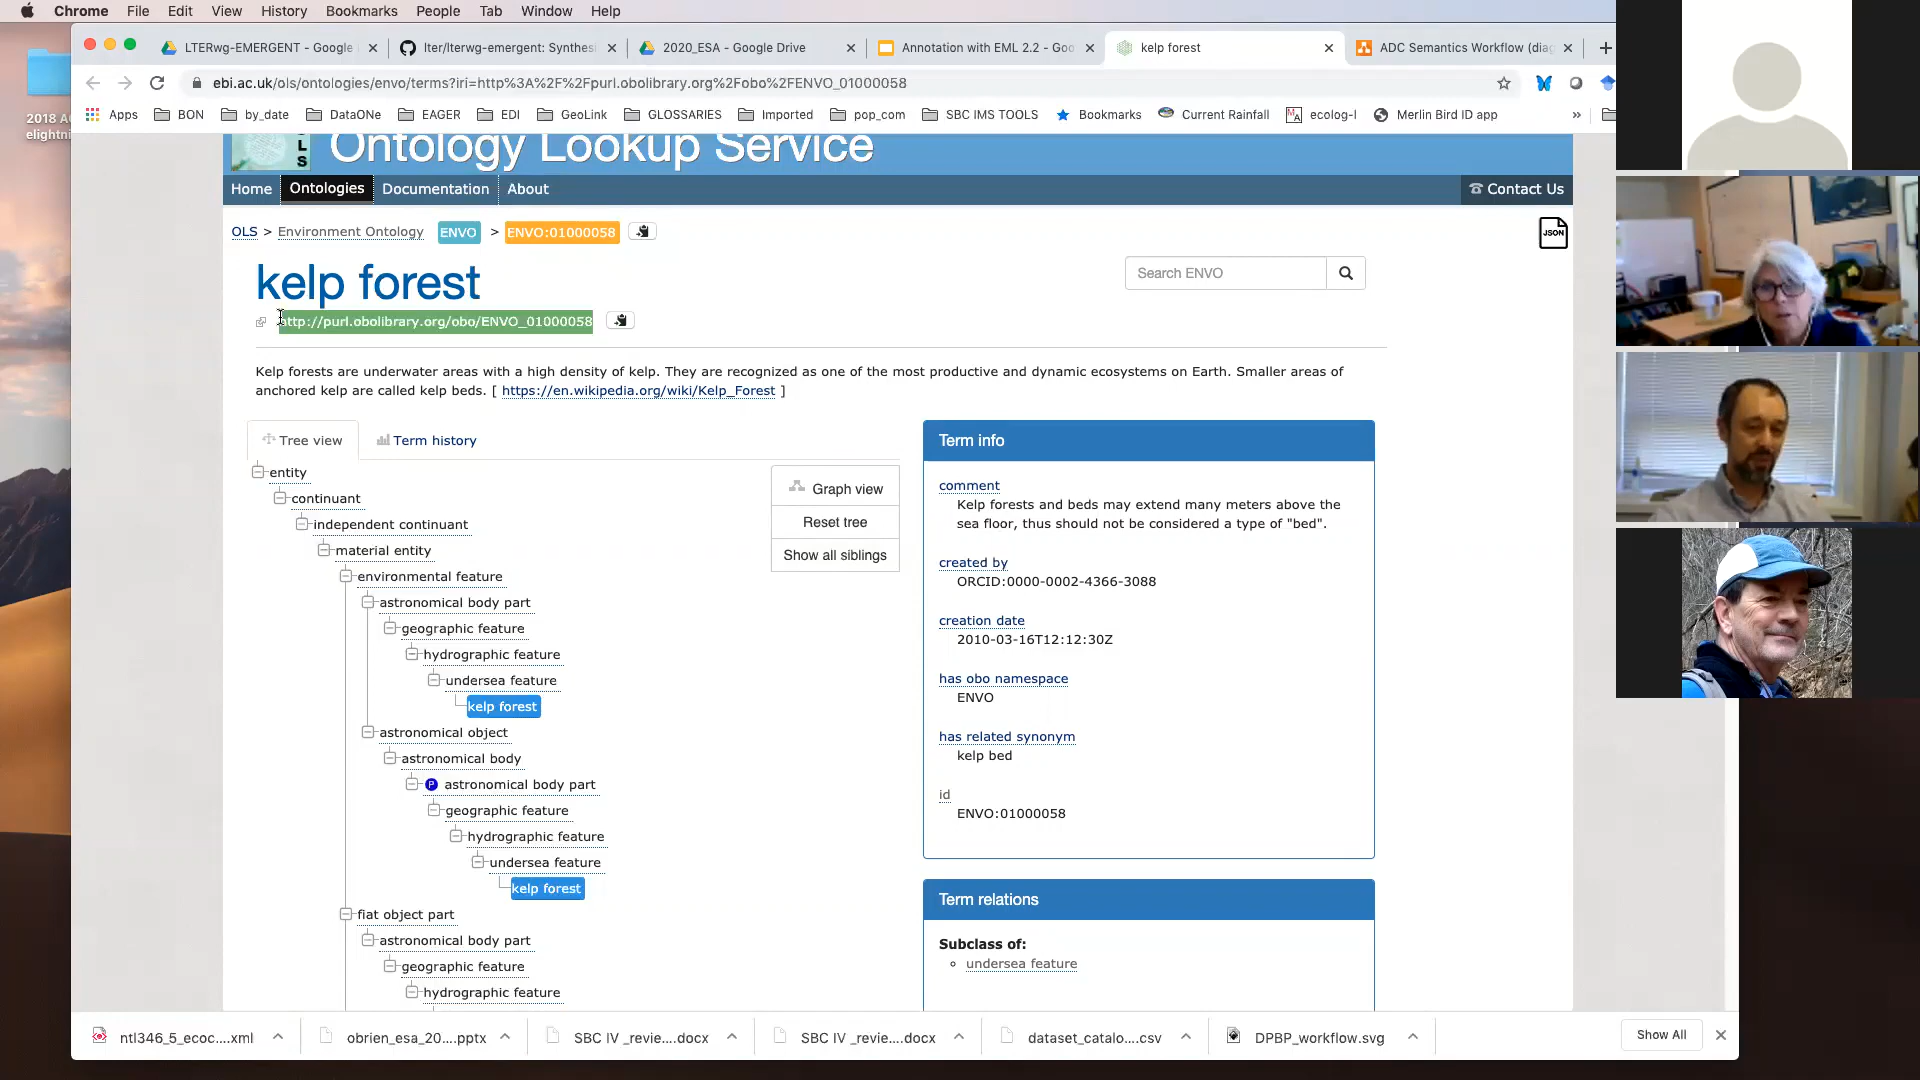 Chrome File Edit View History Bookmarks People Tab Window Help
LTERwg-EMERGENT - Google
lter/lterwg-emergent: Synthesi
2020_ESA - Google Drive
Annotation with EML 2.2 - Goo
kelp forest
ADC Semantics Workflow (diag
ebi.ac.uk/ols/ontologies/envo/terms?iri=http%3A%2F%2Fpurl.obolibrary.org%2Fobo%2FENVO_01000058
Apps BON by_date DataONe EAGER EDI GeoLink GLOSSARIES Imported pop_com SBC IMS TOOLS Bookmarks Current Rainfall ecolog-l Merlin Bird ID app »
2018 A
elightni
OLS
Ontology Lookup Service
Home Ontologies Documentation About Contact Us
OLS > Environment Ontology ENVO > ENVO:01000058
JSON
kelp forest
Search ENVO
http://purl.obolibrary.org/obo/ENVO_01000058
Kelp forests are underwater areas with a high density of kelp. They are recognized as one of the most productive and dynamic ecosystems on Earth. Smaller areas of
anchored kelp are called kelp beds. [ https://en.wikipedia.org/wiki/Kelp_Forest ]
Tree view Term history
entity
continuant
independent continuant
material entity
environmental feature
astronomical body part
geographic feature
hydrographic feature
undersea feature
kelp forest
astronomical object
astronomical body
P astronomical body part
geographic feature
hydrographic feature
undersea feature
kelp forest
fiat object part
astronomical body part
geographic feature
hydrographic feature
Graph view
Reset tree
Show all siblings
Term info
comment
Kelp forests and beds may extend many meters above the
sea floor, thus should not be considered a type of "bed".
created by
ORCID:0000-0002-4366-3088
creation date
2010-03-16T12:12:30Z
has obo namespace
ENVO
has related synonym
kelp bed
id
ENVO:01000058
Term relations
Subclass of:
undersea feature
ntl346_5_ecoc....xml
obrien_esa_20....pptx
SBC IV _revie....docx
SBC IV _revie....docx
dataset_catalo....csv
DPBP_workflow.svg
Show All